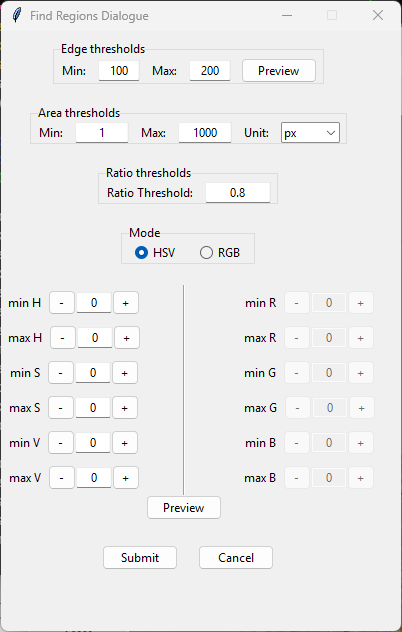 Find Regions Dialogue
Edge thresholds
Min: 100 Max: 200 Preview
Area thresholds
Min: 1 Max: 1000 Unit: px
Ratio thresholds
Ratio Threshold: 0.8
Mode
HSV RGB
min H - 0 + min R - 0 +
max H - 0 + max R - 0 +
min S - 0 + min G - 0 +
max S - 0 + max G - 0 +
min V - 0 + min B - 0 +
max V - 0 + max B - 0 +
Preview
Submit Cancel